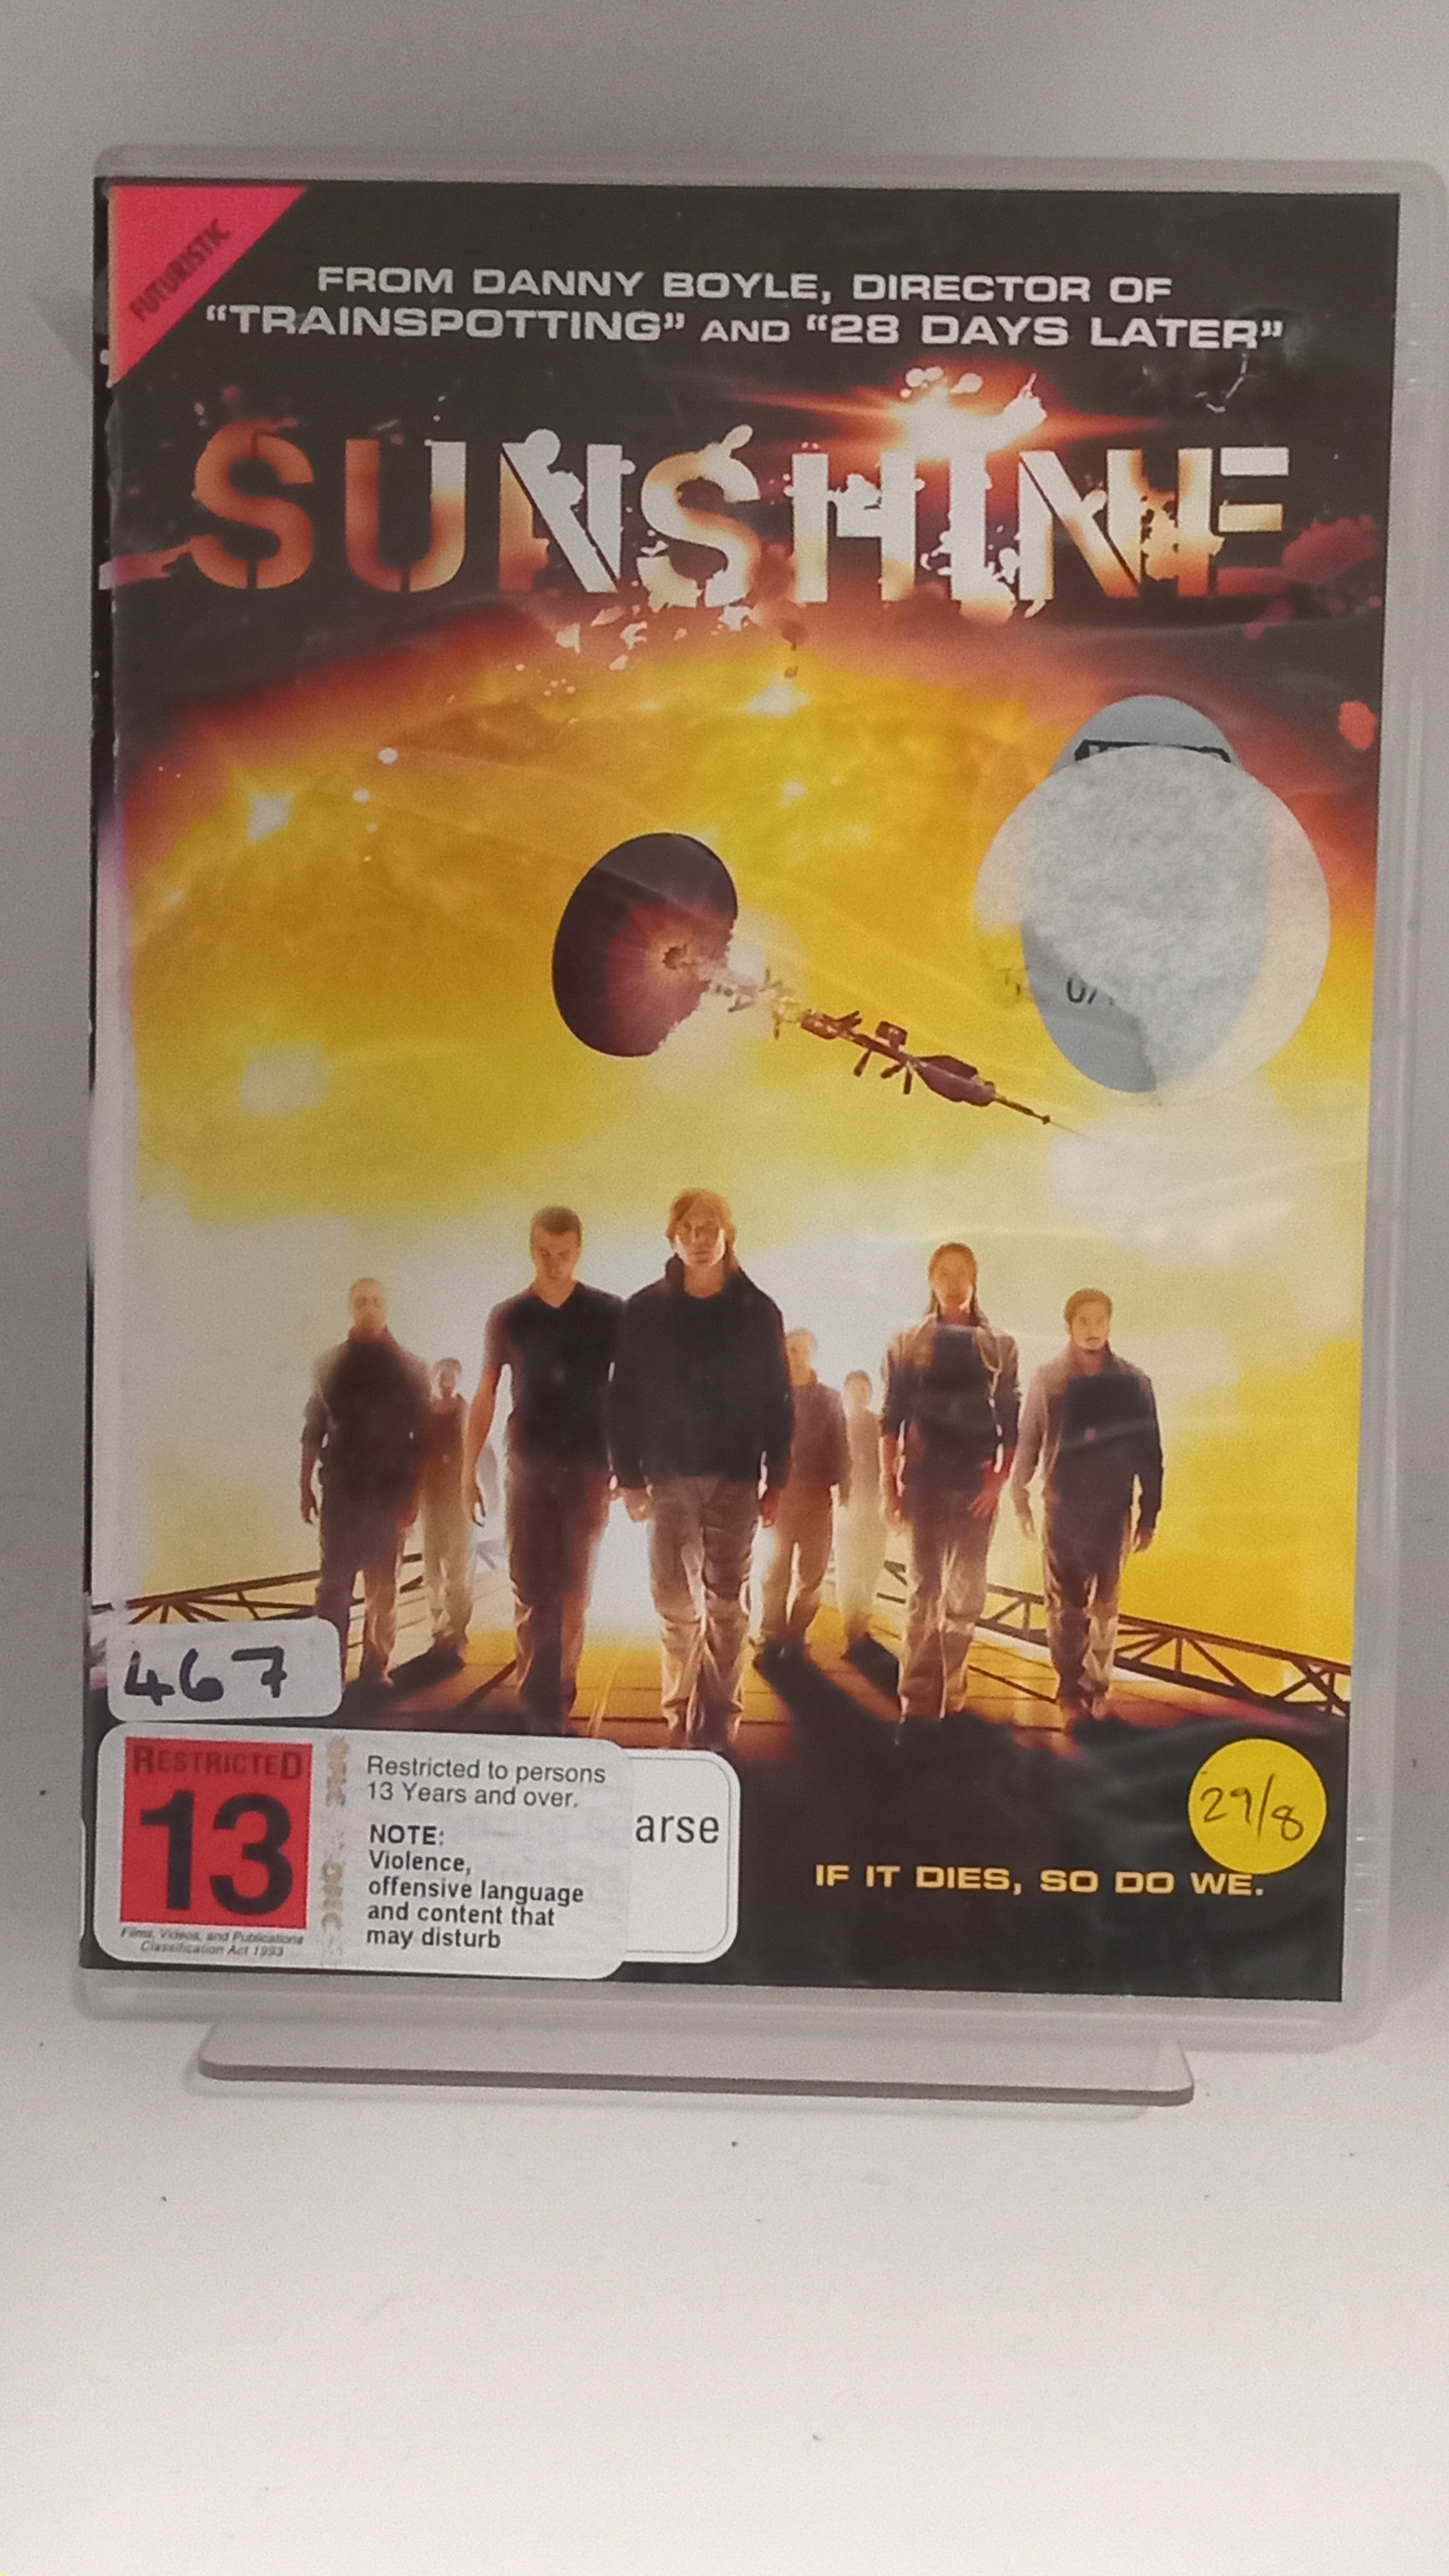 FUTURISTIC
FROM DANNY BOYLE, DIRECTOR OF
“TRAINSPOTTING” AND “28 DAYS LATER”
SUNSHINE
467
RESTRICTED
13
Films, Videos, and Publications
Classification Act 1993
Restricted to persons
13 Years and over.
NOTE:
Violence,
offensive language
and content that
may disturb
arse
29/8
IF IT DIES, SO DO WE.